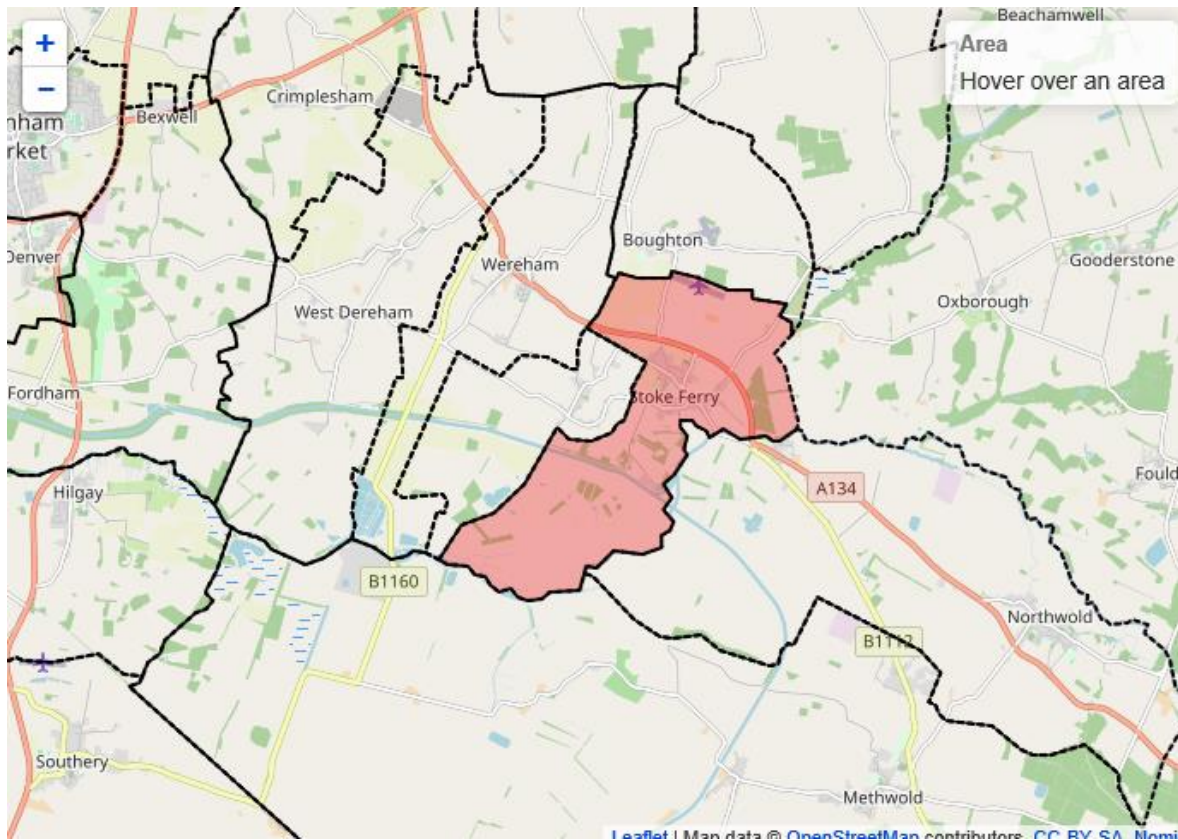 +
−
Beachamwell
Area
Hover over an area
Crimplesham
Bexwell
nham
rket
Denver
Boughton
Wereham
Gooderstone
Oxborough
West Dereham
Fordham
Stoke Ferry
Hilgay
A134
Fould
B1160
Northwold
B1112
Southery
Methwold
Leaflet | Map data © OpenStreetMap contributors, CC-BY-SA, Nomi